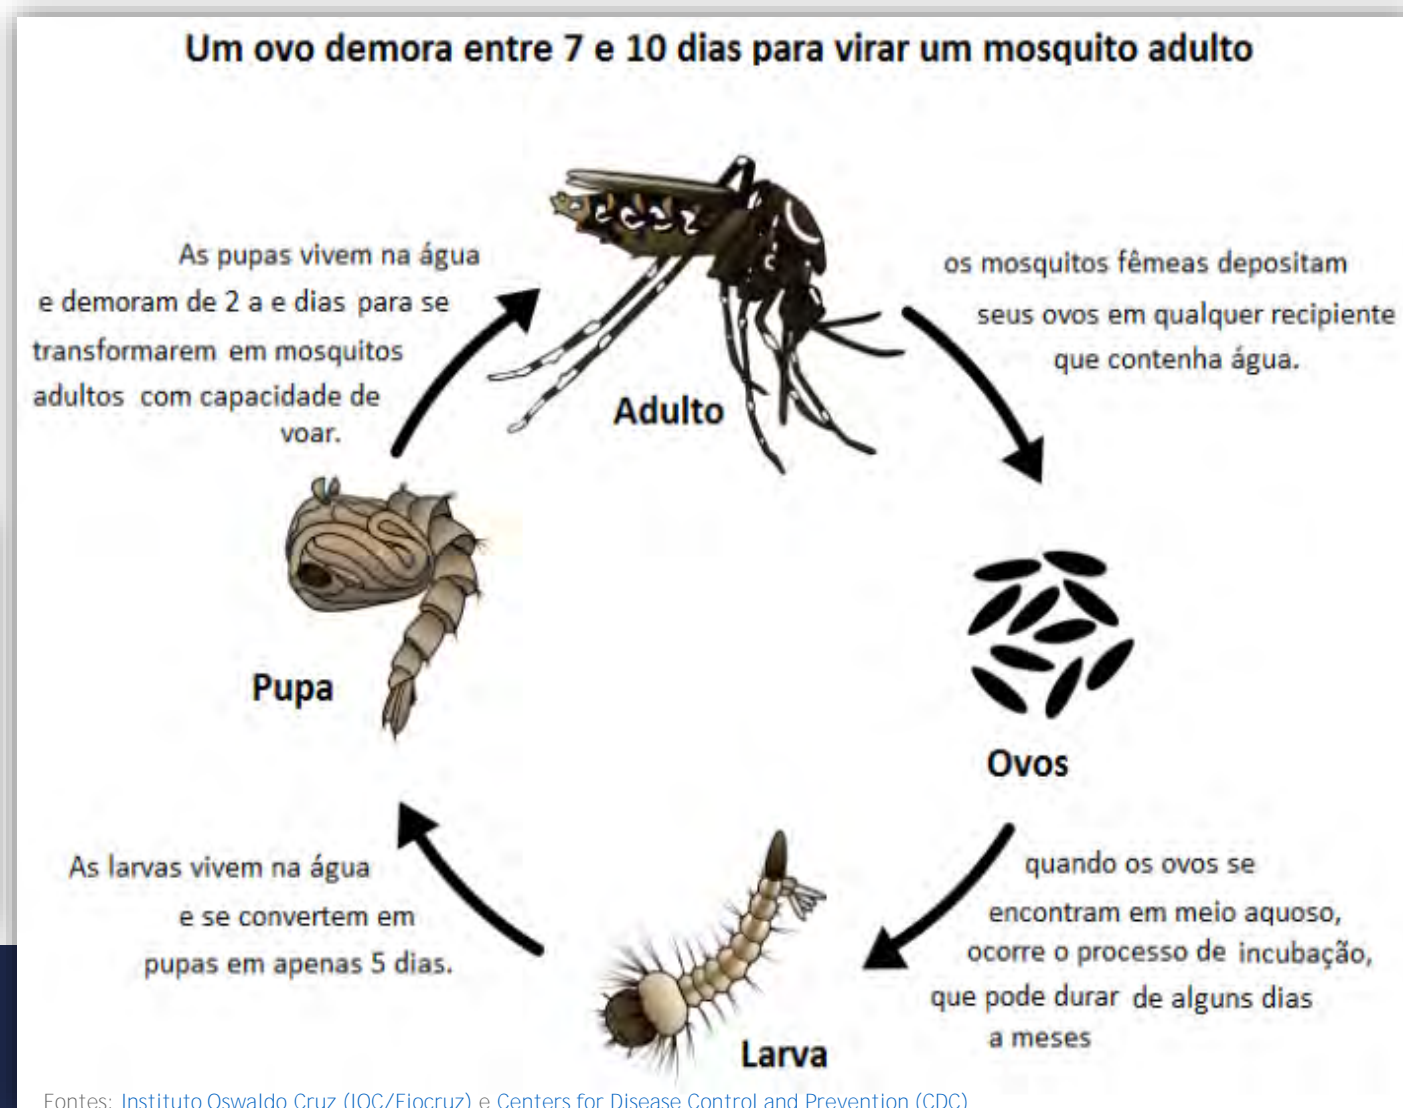 Um ovo demora entre 7 e 10 dias para virar um mosquito adulto
As pupas vivem na água
e demoram de 2 a e dias para se
transformarem em mosquitos
adultos com capacidade de
voar.
os mosquitos fêmeas depositam
seus ovos em qualquer recipiente
que contenha água.
Adulto
Pupa
Ovos
As larvas vivem na água
e se convertem em
pupas em apenas 5 dias.
quando os ovos se
encontram em meio aquoso,
ocorre o processo de incubação,
que pode durar de alguns dias
a meses
Larva
Fontes: Instituto Oswaldo Cruz (IOC/Fiocruz) e Centers for Disease Control and Prevention (CDC)